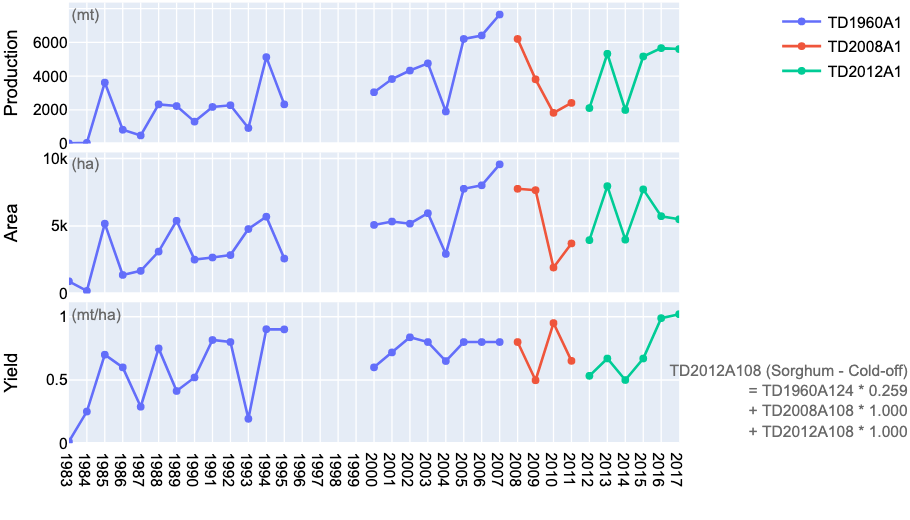 (mt)
Production
6000
4000
2000
0
TD1960A1
TD2008A1
TD2012A1
10k
(ha)
Area
5k
0
1
(mt/ha)
Yield
0.5
0
TD2012A108 (Sorghum - Cold-off)
= TD1960A124 * 0.259
+ TD2008A108 * 1.000
+ TD2012A108 * 1.000
1983
1984
1985
1986
1987
1988
1989
1990
1991
1992
1993
1994
1995
1996
1997
1998
1999
2000
2001
2002
2003
2004
2005
2006
2007
2008
2009
2010
2011
2012
2013
2014
2015
2016
2017